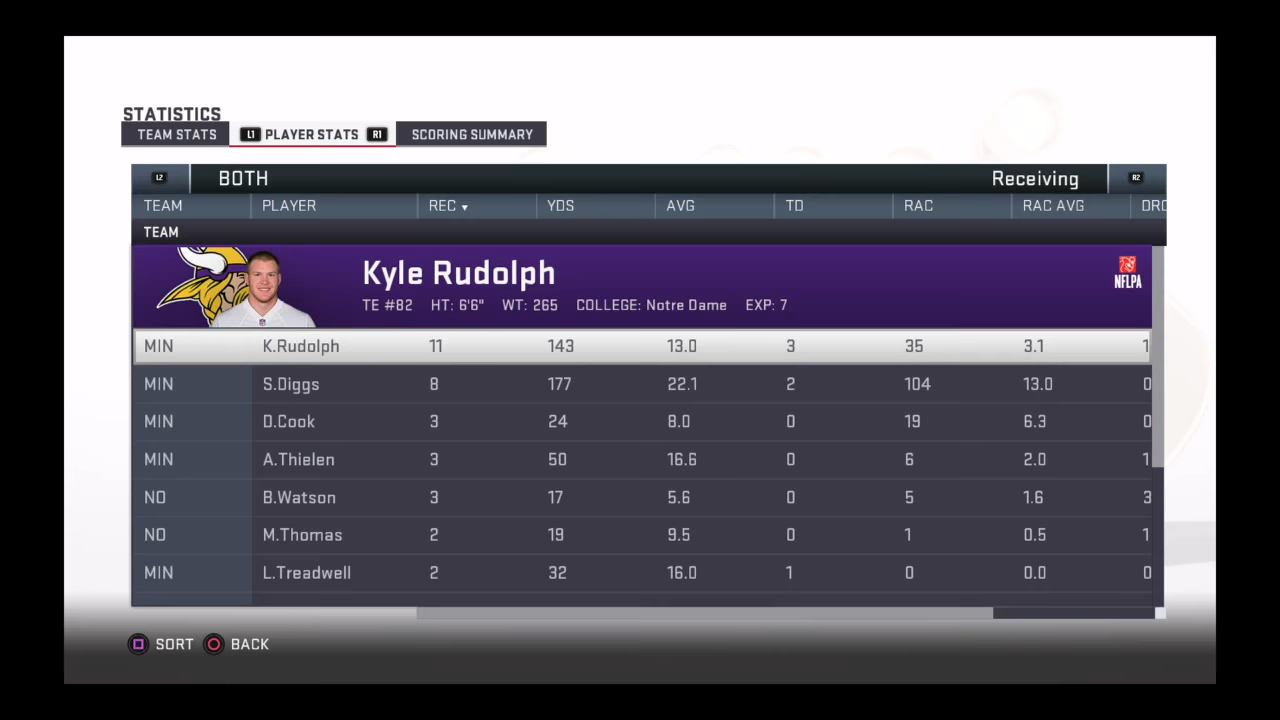 STATISTICS
TEAM STATS L1 PLAYER STATS R1 SCORING SUMMARY
L2 BOTH Receiving R2
TEAM PLAYER REC ▼ YDS AVG TD RAC RAC AVG DRO
TEAM
Kyle Rudolph
TE #82 HT: 6'6" WT: 265 COLLEGE: Notre Dame EXP: 7
NFLPA
MIN K.Rudolph 11 143 13.0 3 35 3.1 1
MIN S.Diggs 8 177 22.1 2 104 13.0 0
MIN D.Cook 3 24 8.0 0 19 6.3 0
MIN A.Thielen 3 50 16.6 0 6 2.0 1
NO B.Watson 3 17 5.6 0 5 1.6 3
NO M.Thomas 2 19 9.5 0 1 0.5 1
MIN L.Treadwell 2 32 16.0 1 0 0.0 0
SORT BACK